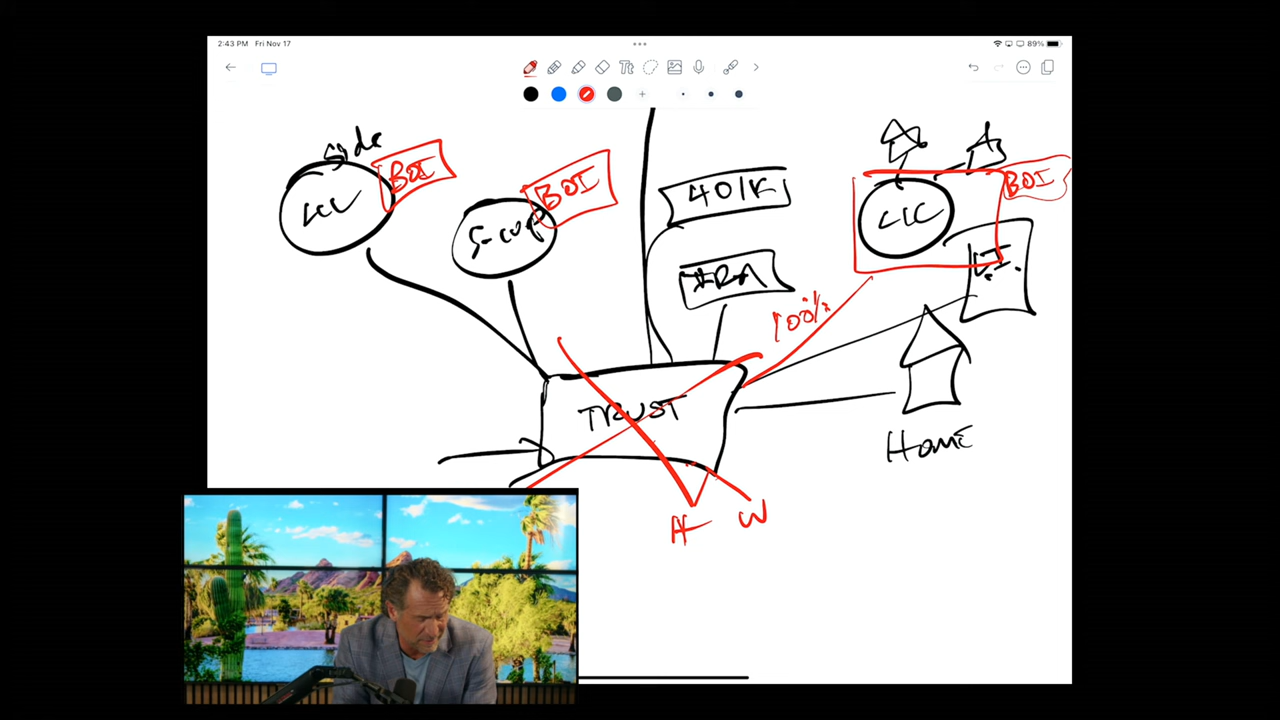 2:43 PM Fri Nov 17
89%
Tt
side
LLC
BOI
S-corp
BOI
401K
IRA
LLC
BOI
100%
TRUST
Home
H W